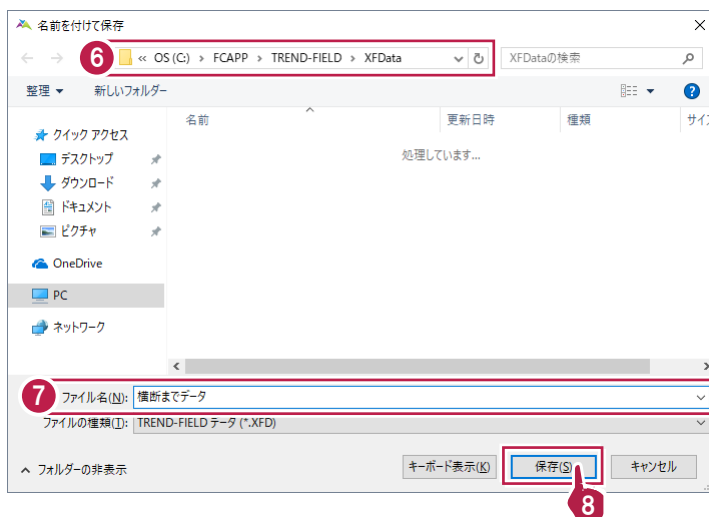 名前を付けて保存
6 « OS (C:) › FCAPP › TREND-FIELD › XFData XFDataの検索
整理 新しいフォルダー
名前 更新日時 種類 サイ
クイック アクセス
デスクトップ
処理しています...
ダウンロード
ドキュメント
ピクチャ
OneDrive
PC
ネットワーク
7 ファイル名(N): 横断までデータ
ファイルの種類(T): TREND-FIELD データ (*.XFD)
フォルダーの非表示 キーボード表示(K) 保存(S) キャンセル
8